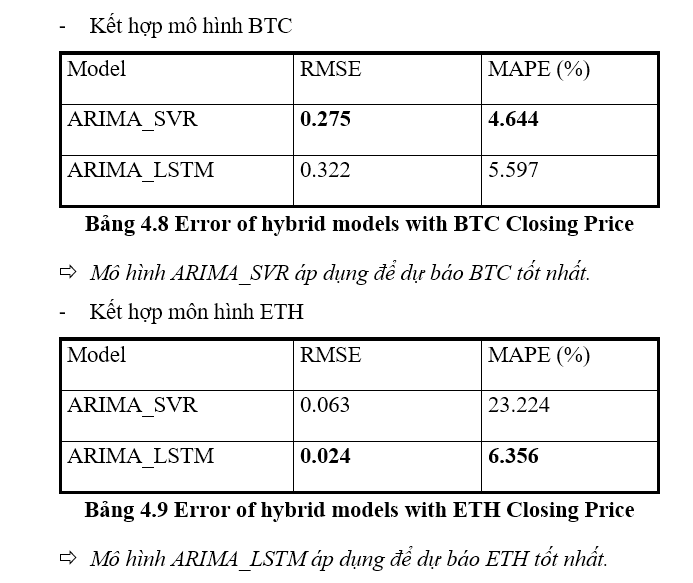 - Kết hợp mô hình BTC
Model RMSE MAPE (%)
ARIMA_SVR 0.275 4.644
ARIMA_LSTM 0.322 5.597
Bảng 4.8 Error of hybrid models with BTC Closing Price
⇨ Mô hình ARIMA_SVR áp dụng để dự báo BTC tốt nhất.
- Kết hợp môn hình ETH
Model RMSE MAPE (%)
ARIMA_SVR 0.063 23.224
ARIMA_LSTM 0.024 6.356
Bảng 4.9 Error of hybrid models with ETH Closing Price
⇨ Mô hình ARIMA_LSTM áp dụng để dự báo ETH tốt nhất.